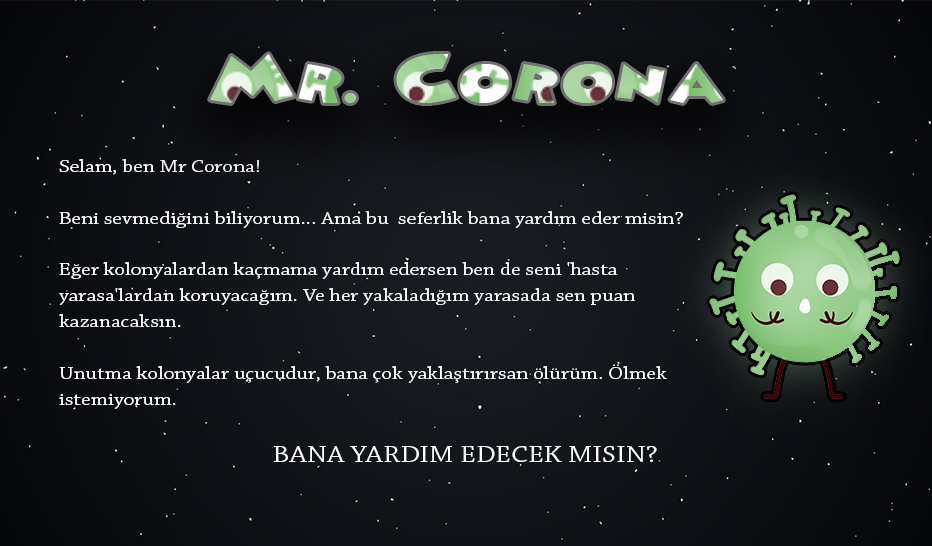 MR. CORONA
Selam, ben Mr Corona!
Beni sevmediğini biliyorum... Ama bu seferlik bana yardım eder misin?
Eğer kolonyalardan kaçmama yardım edersen ben de seni 'hasta
yarasa'lardan koruyacağım. Ve her yakaladığım yarasada sen puan
kazanacaksın.
Unutma kolonyalar uçucudur, bana çok yaklaştırırsan ölürüm. Ölmek
istemiyorum.
BANA YARDIM EDECEK MISIN?